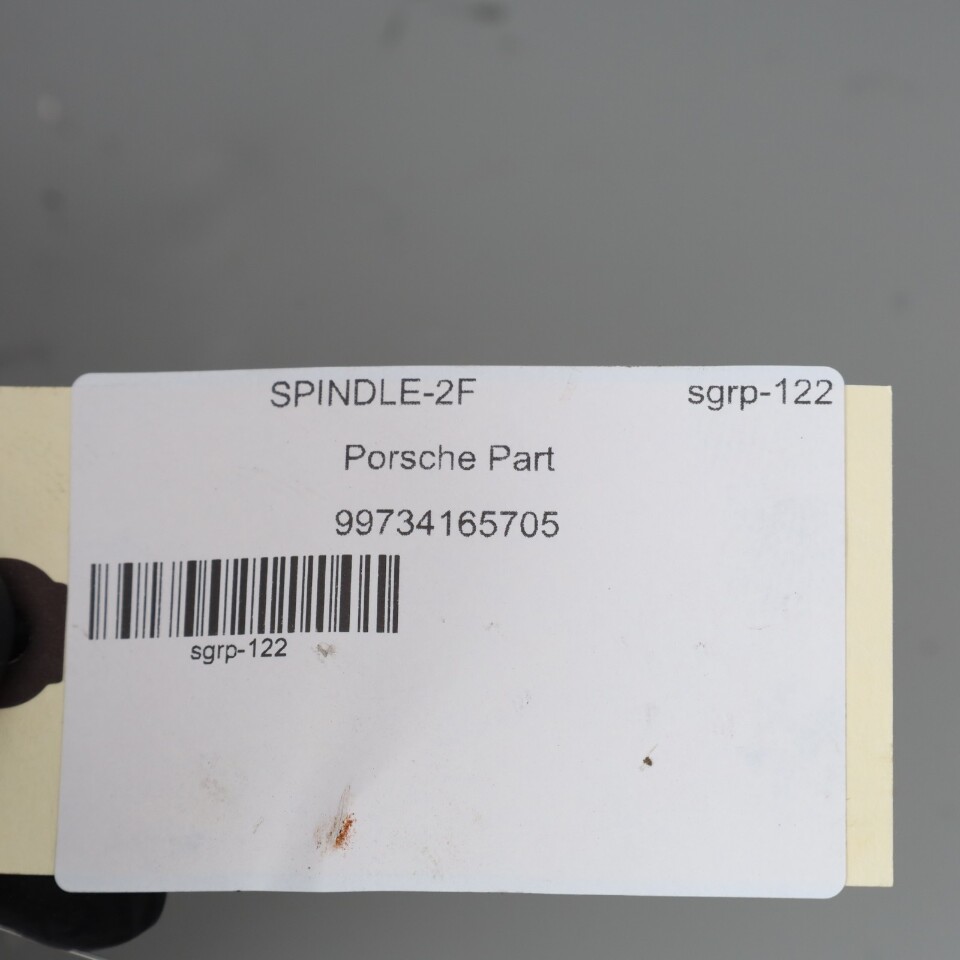 SPINDLE-2F sgrp-122
Porsche Part
99734165705
sgrp-122